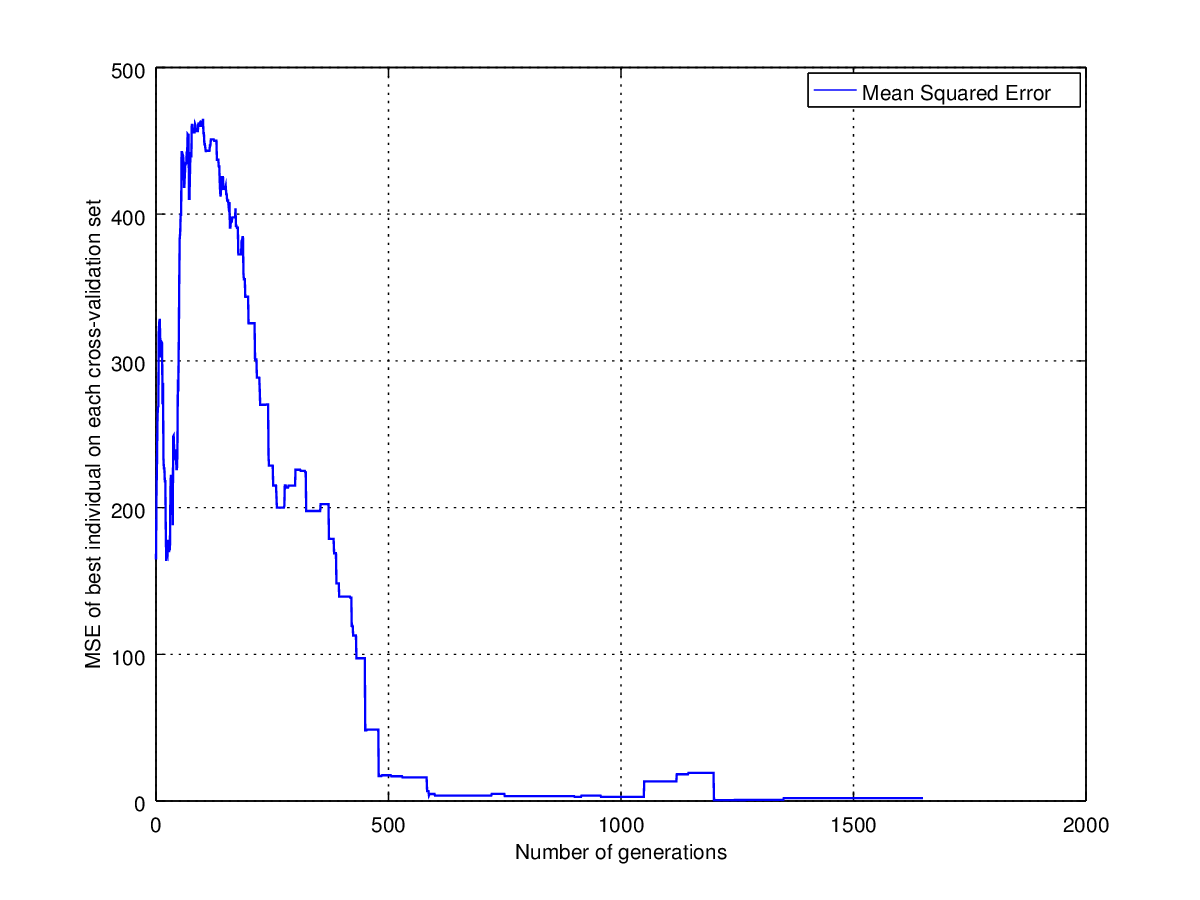 Mean Squared Error
MSE of best individual on each cross-validation set
500
400
300
200
100
0
0 500 1000 1500 2000
Number of generations